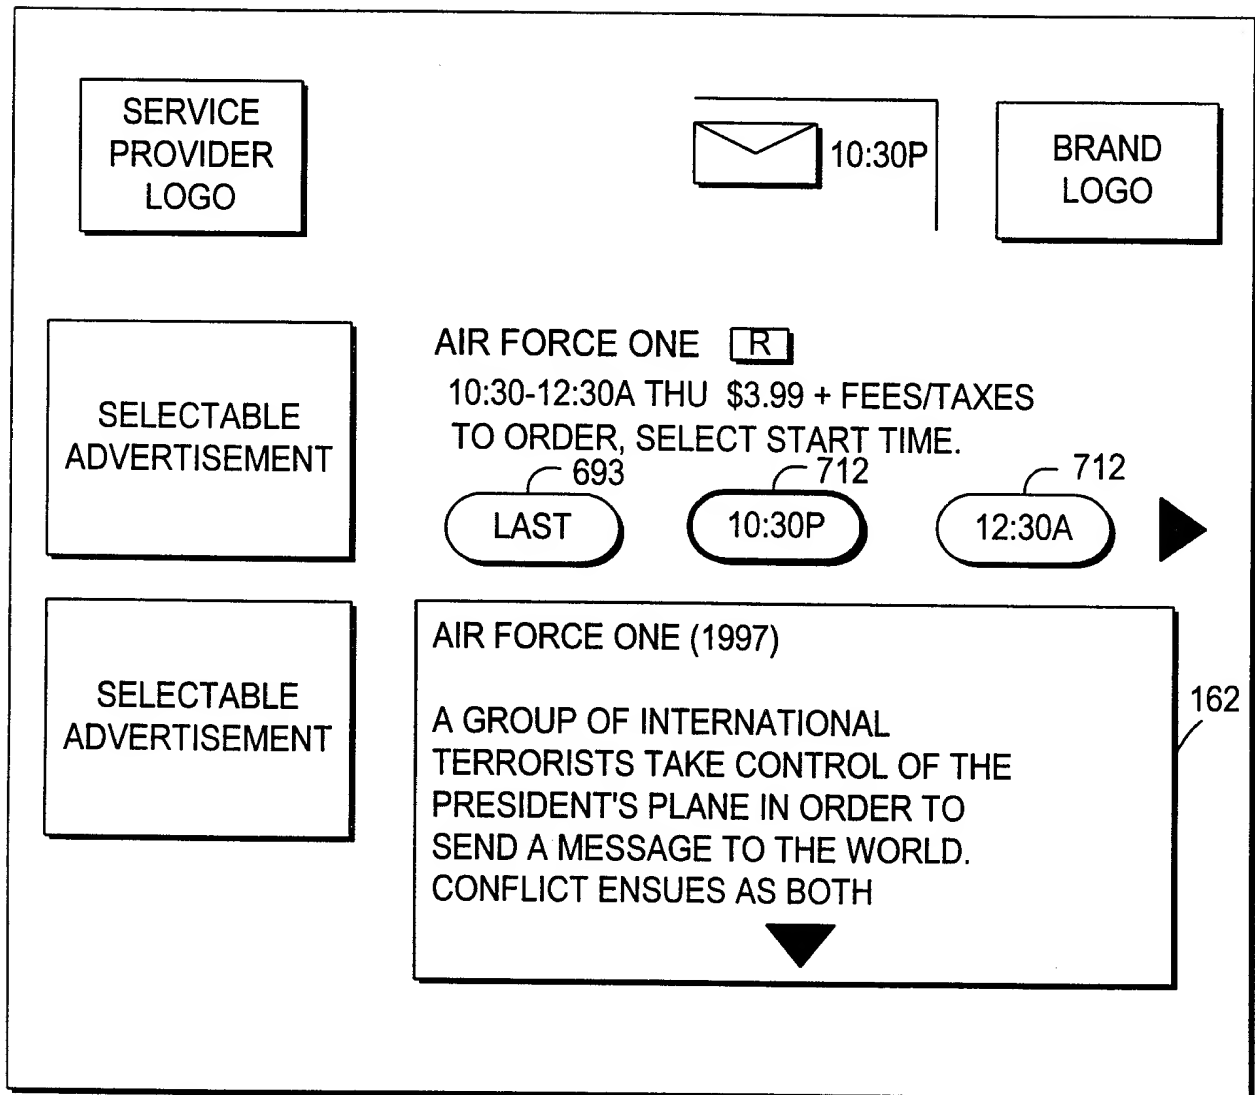 SERVICE
PROVIDER
LOGO
10:30P
BRAND
LOGO
SELECTABLE
ADVERTISEMENT
AIR FORCE ONE R
10:30-12:30A THU $3.99 + FEES/TAXES
TO ORDER, SELECT START TIME.
693 712 712
LAST 10:30P 12:30A
SELECTABLE
ADVERTISEMENT
AIR FORCE ONE (1997)
A GROUP OF INTERNATIONAL
TERRORISTS TAKE CONTROL OF THE
PRESIDENT'S PLANE IN ORDER TO
SEND A MESSAGE TO THE WORLD.
CONFLICT ENSUES AS BOTH
162